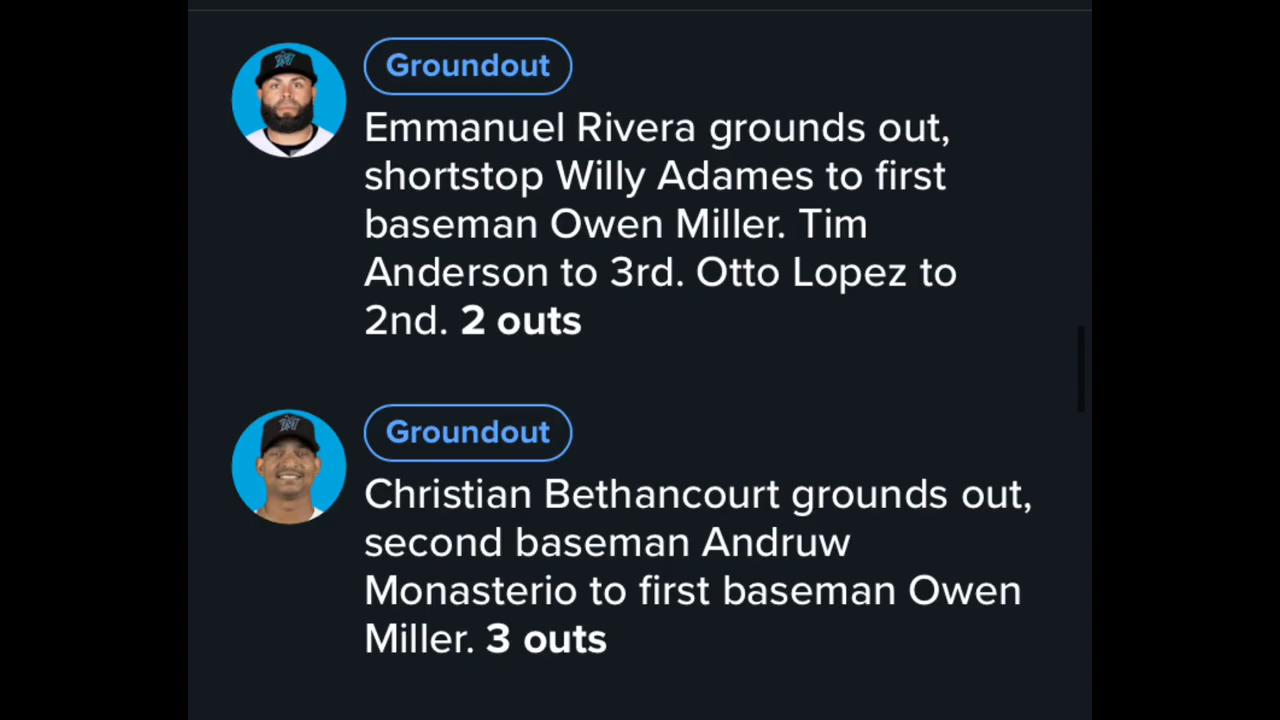 Groundout
Emmanuel Rivera grounds out,
shortstop Willy Adames to first
baseman Owen Miller. Tim
Anderson to 3rd. Otto Lopez to
2nd. 2 outs
Groundout
Christian Bethancourt grounds out,
second baseman Andruw
Monasterio to first baseman Owen
Miller. 3 outs